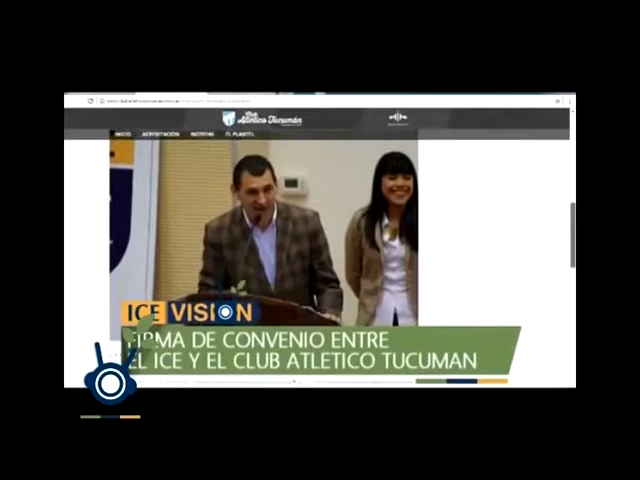 Club
Atlético Tucumán
INICIO ACREDITACIÓN NOTICIAS EL PLANTEL
ICE VISION
FIRMA DE CONVENIO ENTRE
EL ICE Y EL CLUB ATLETICO TUCUMAN